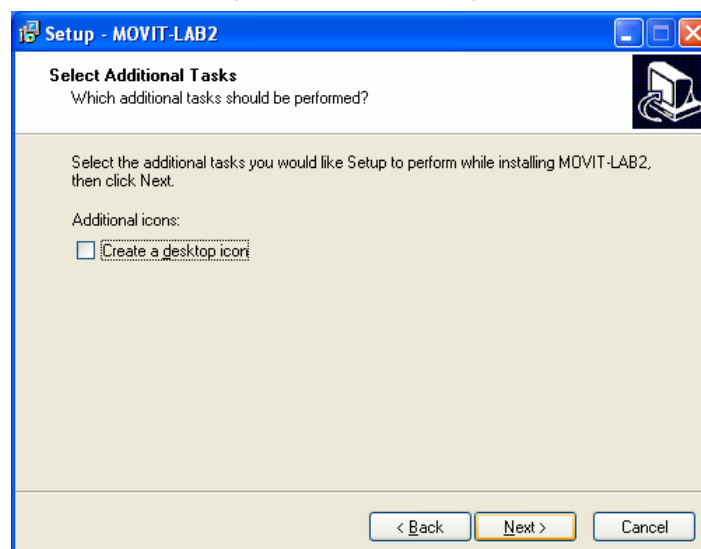 Setup - MOVIT-LAB2
Select Additional Tasks
Which additional tasks should be performed?
Select the additional tasks you would like Setup to perform while installing MOVIT-LAB2,
then click Next.
Additional icons:
Create a desktop icon
< Back Next > Cancel